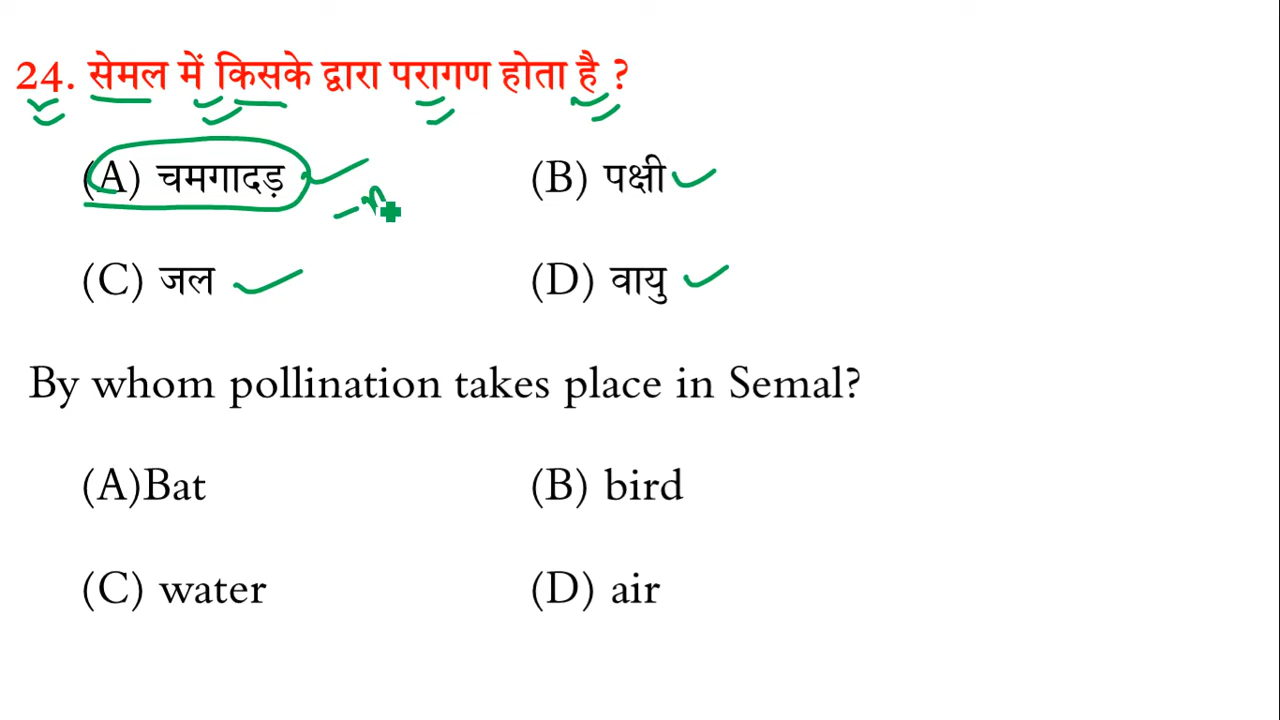 24. सेमल में किसके द्वारा परागण होता है ?
(A) चमगादड़ (B) पक्षी
(C) जल (D) वायु
By whom pollination takes place in Semal?
(A)Bat (B) bird
(C) water (D) air